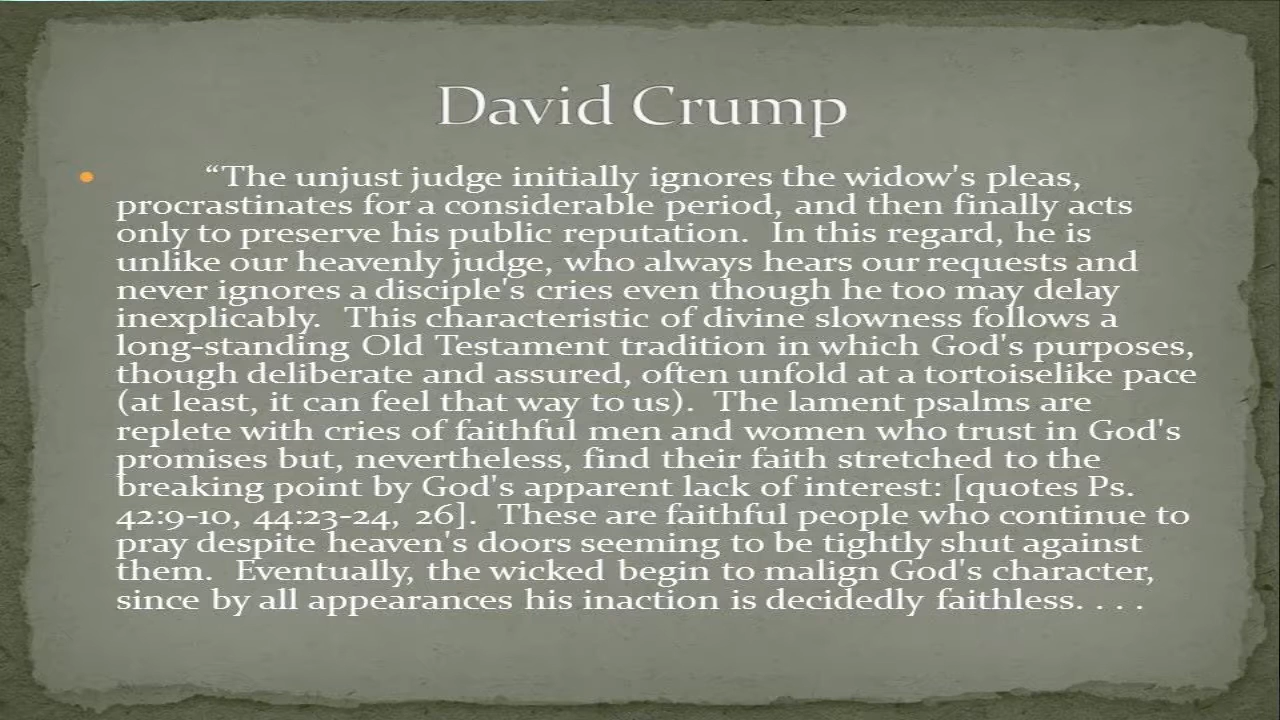 David Crump
• “The unjust judge initially ignores the widow's pleas,
procrastinates for a considerable period, and then finally acts
only to preserve his public reputation.  In this regard, he is
unlike our heavenly judge, who always hears our requests and
never ignores a disciple's cries even though he too may delay
inexplicably.  This characteristic of divine slowness follows a
long-standing Old Testament tradition in which God's purposes,
though deliberate and assured, often unfold at a tortoiselike pace
(at least, it can feel that way to us).  The lament psalms are
replete with cries of faithful men and women who trust in God's
promises but, nevertheless, find their faith stretched to the
breaking point by God's apparent lack of interest: [quotes Ps.
42:9-10, 44:23-24, 26].  These are faithful people who continue to
pray despite heaven's doors seeming to be tightly shut against
them.  Eventually, the wicked begin to malign God's character,
since by all appearances his inaction is decidedly faithless. . . .